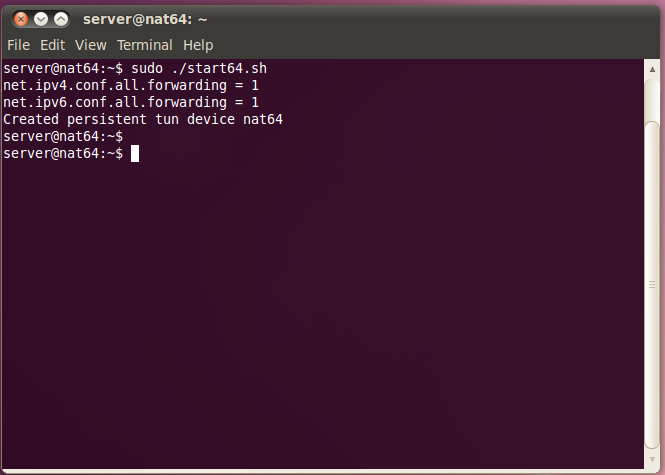 server@nat64: ~
File Edit View Terminal Help
server@nat64:~$ sudo ./start64.sh
net.ipv4.conf.all.forwarding = 1
net.ipv6.conf.all.forwarding = 1
Created persistent tun device nat64
server@nat64:~$
server@nat64:~$